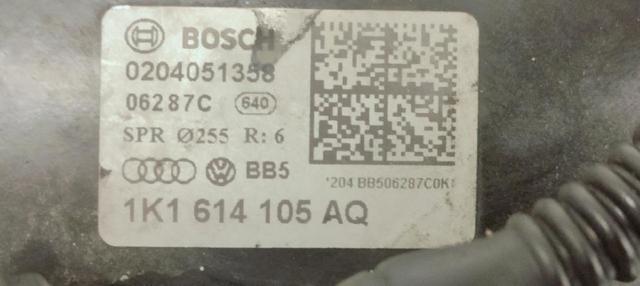 BOSCH
0204051358
06287C 640
SPR Ø255 R: 6
BB5
'204 BB506287C0K
1K1 614 105 AQ